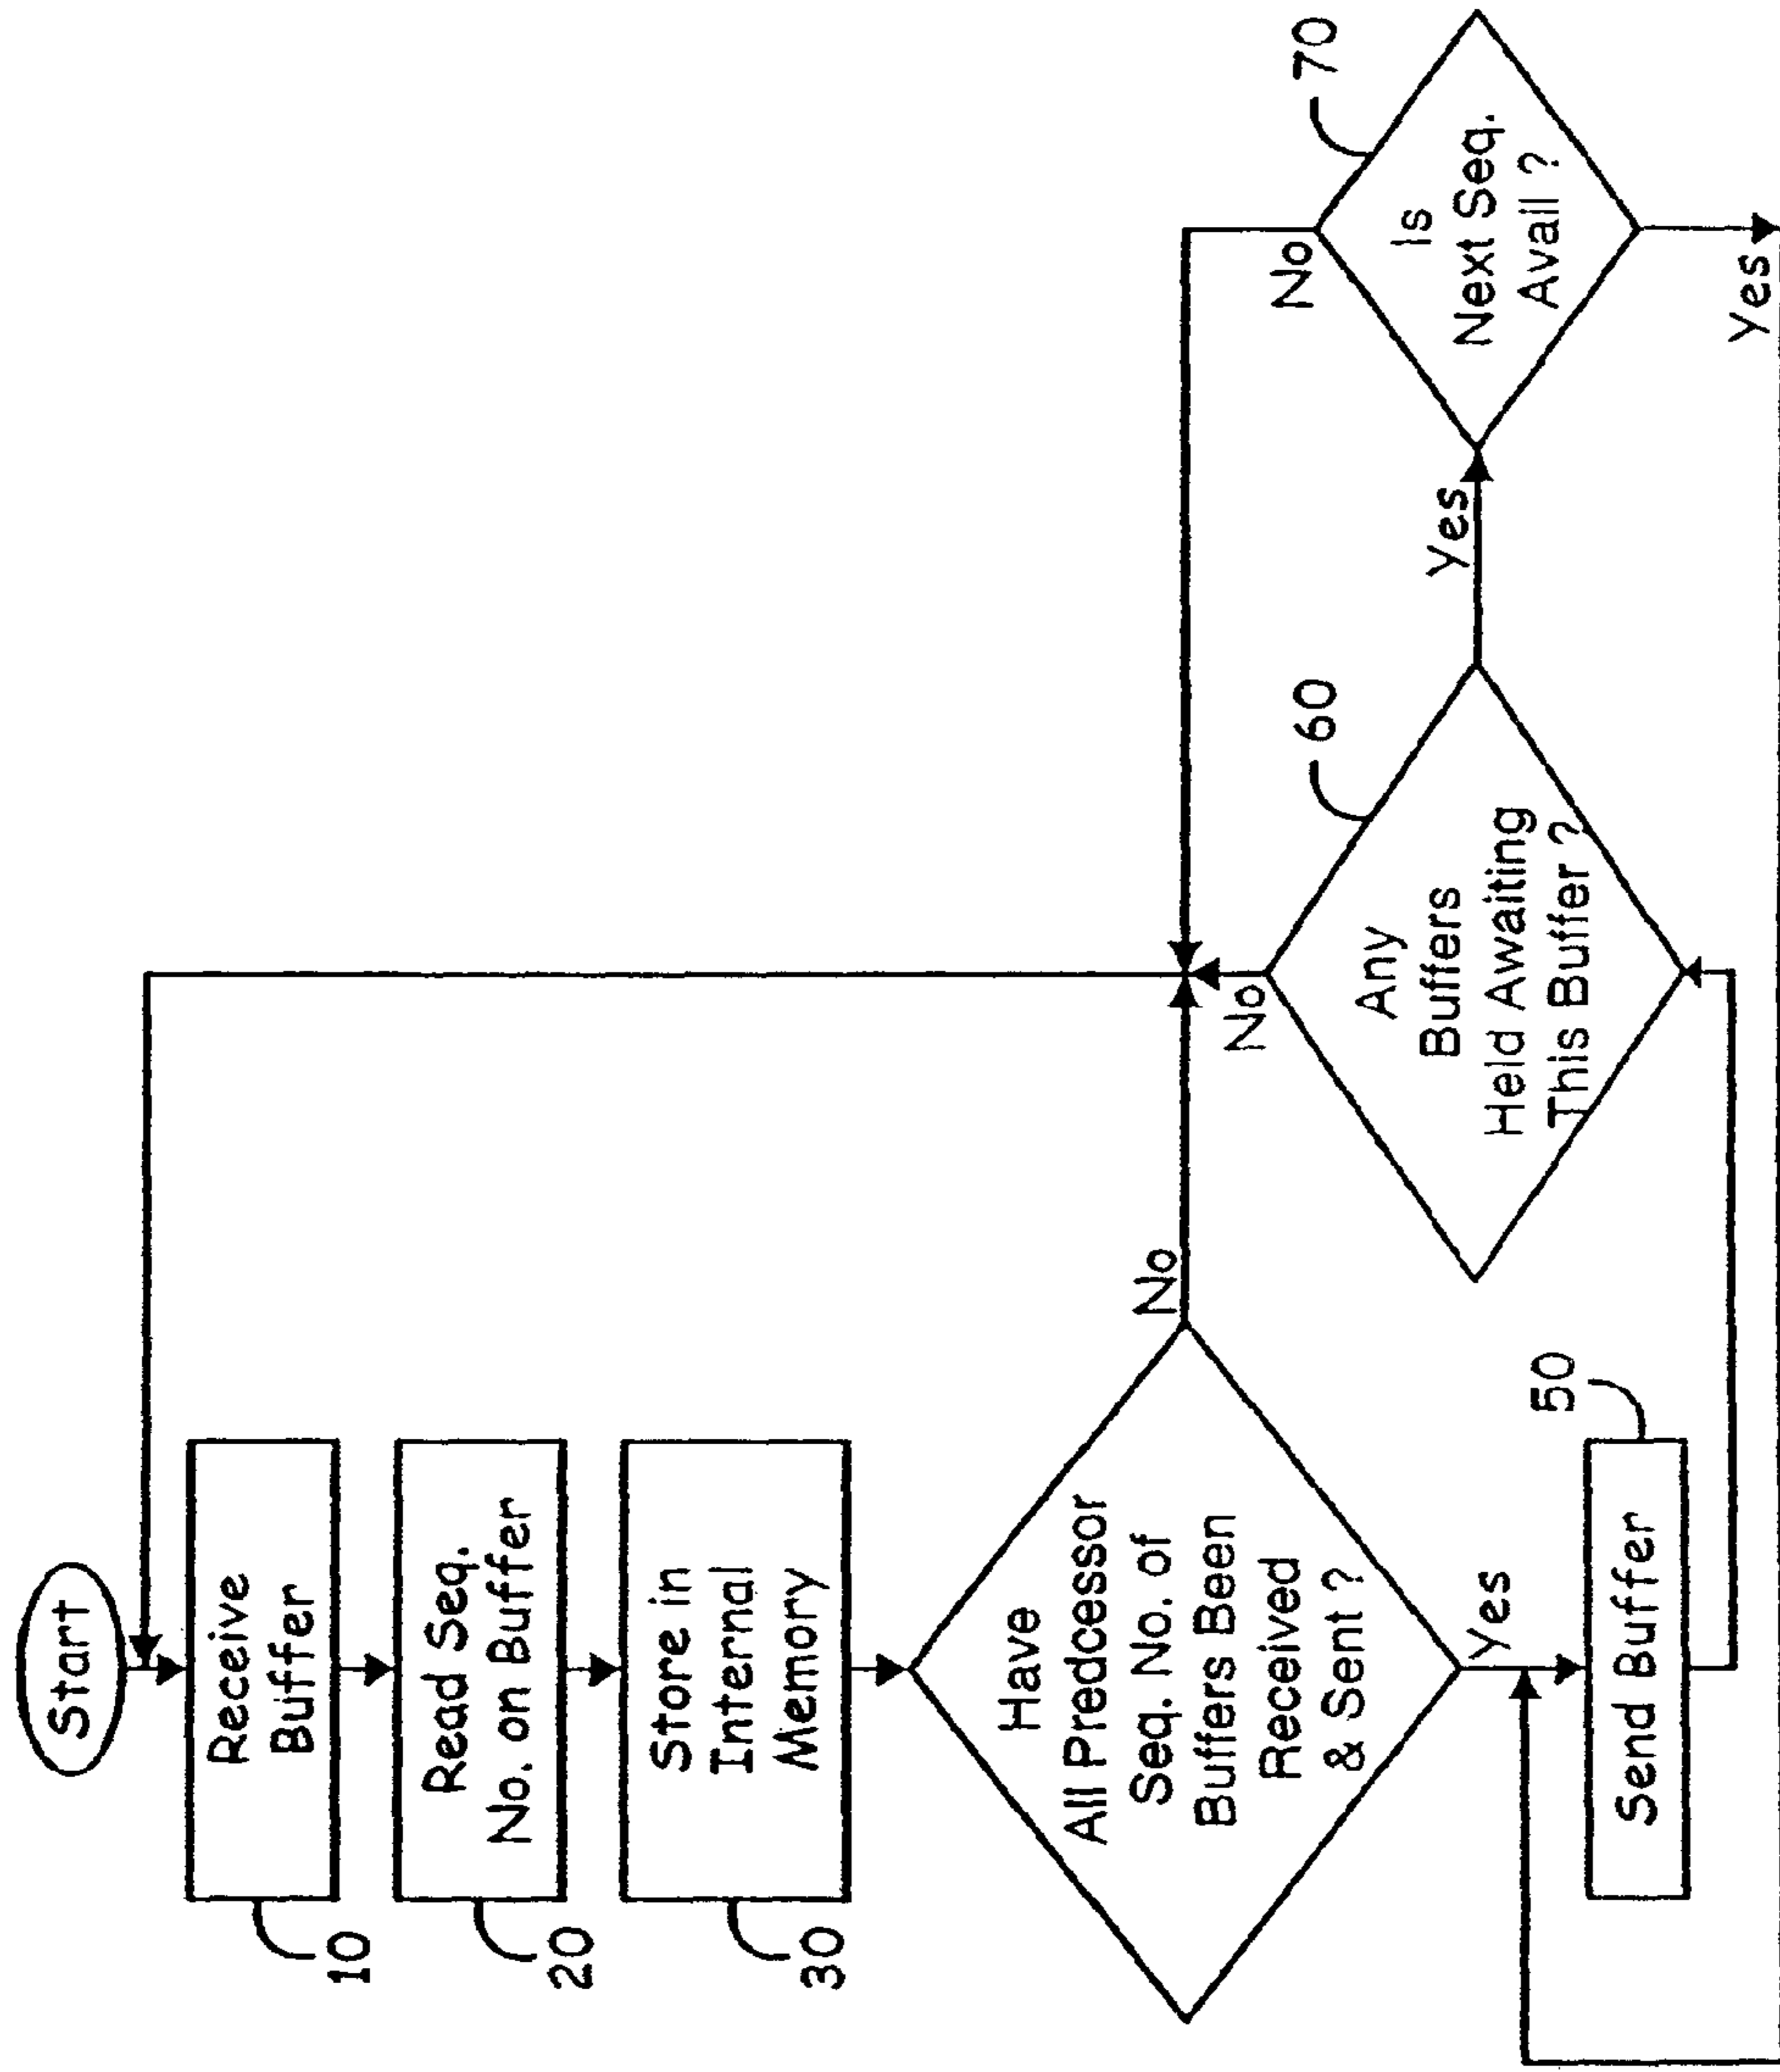 Start
Receive
Buffer
10
Read Seq.
No. on Buffer
20
Store in
Internal
Memory
30
Have
All Predcessor
Seq. No. of
Buffers Been
Received
& Sent ?
No
Yes
Send Buffer
50
Any
Buffers
Held Awaiting
This Buffer ?
60
No
Yes
Is
Next Seq.
Avail ?
70
No
Yes